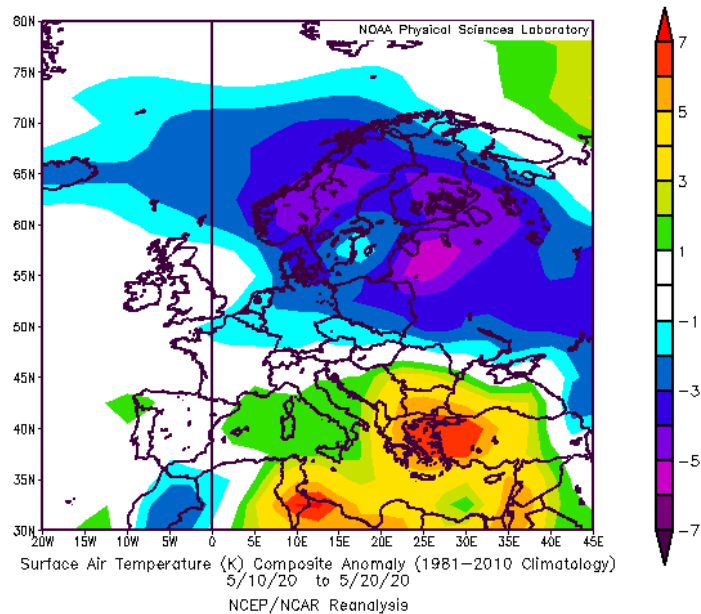 NOAA Physical Sciences Laboratory
80N
75N
70N
65N
60N
55N
50N
45N
40N
35N
30N
20W 15W 10W 5W 0 5E 10E 15E 20E 25E 30E 35E 40E 45E
7
5
3
1
-1
-3
-5
-7
Surface Air Temperature (K) Composite Anomaly (1981-2010 Climatology)
5/10/20 to 5/20/20
NCEP/NCAR Reanalysis